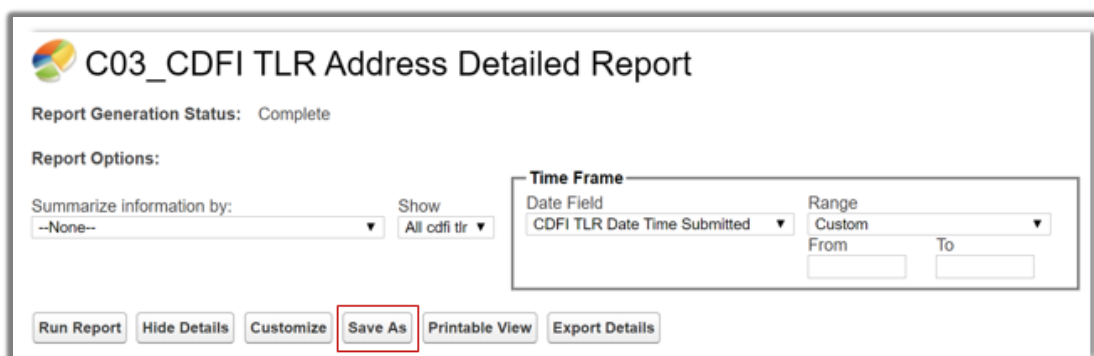 C03_CDFI TLR Address Detailed Report
Report Generation Status: Complete
Report Options:
Time Frame
Summarize information by: Show Date Field Range
--None-- All cdfi tlr CDFI TLR Date Time Submitted Custom
From To
Run Report Hide Details Customize Save As Printable View Export Details